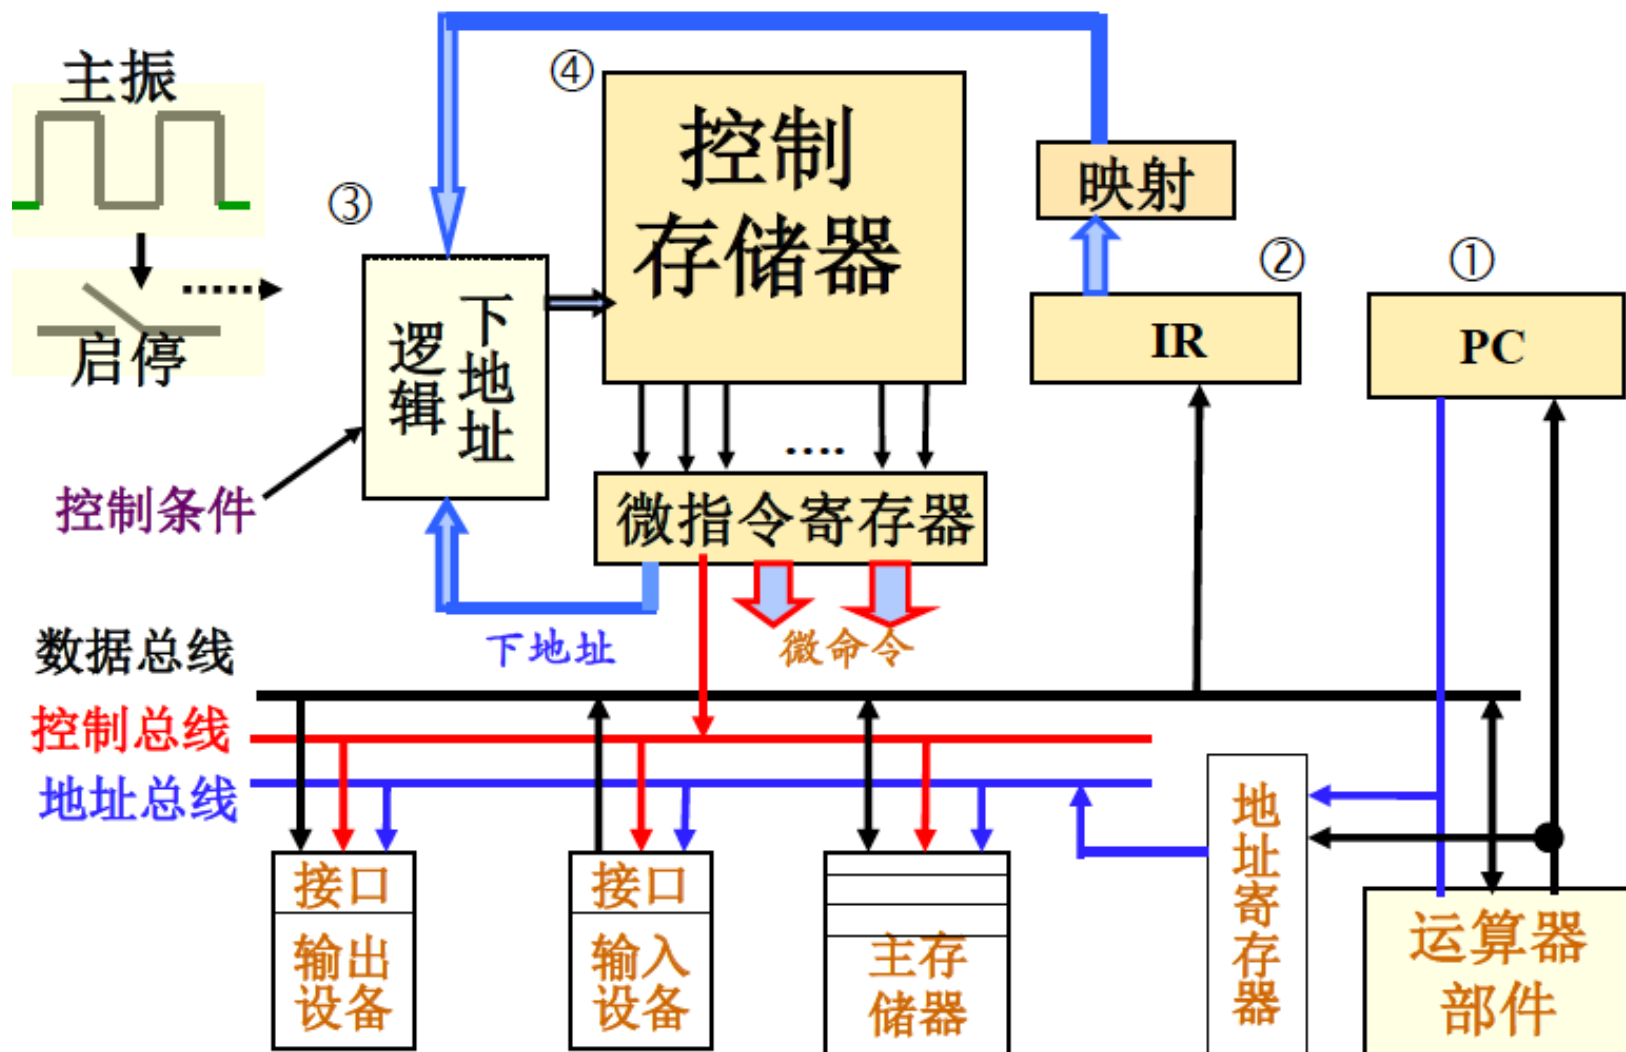 主振
④
控制
存储器
映射
③
②
①
启停
逻辑
下地址
IR
PC
控制条件
....
微指令寄存器
下地址
微命令
数据总线
控制总线
地址总线
接口
输出
设备
接口
输入
设备
主存
储器
地址寄存器
运算器
部件